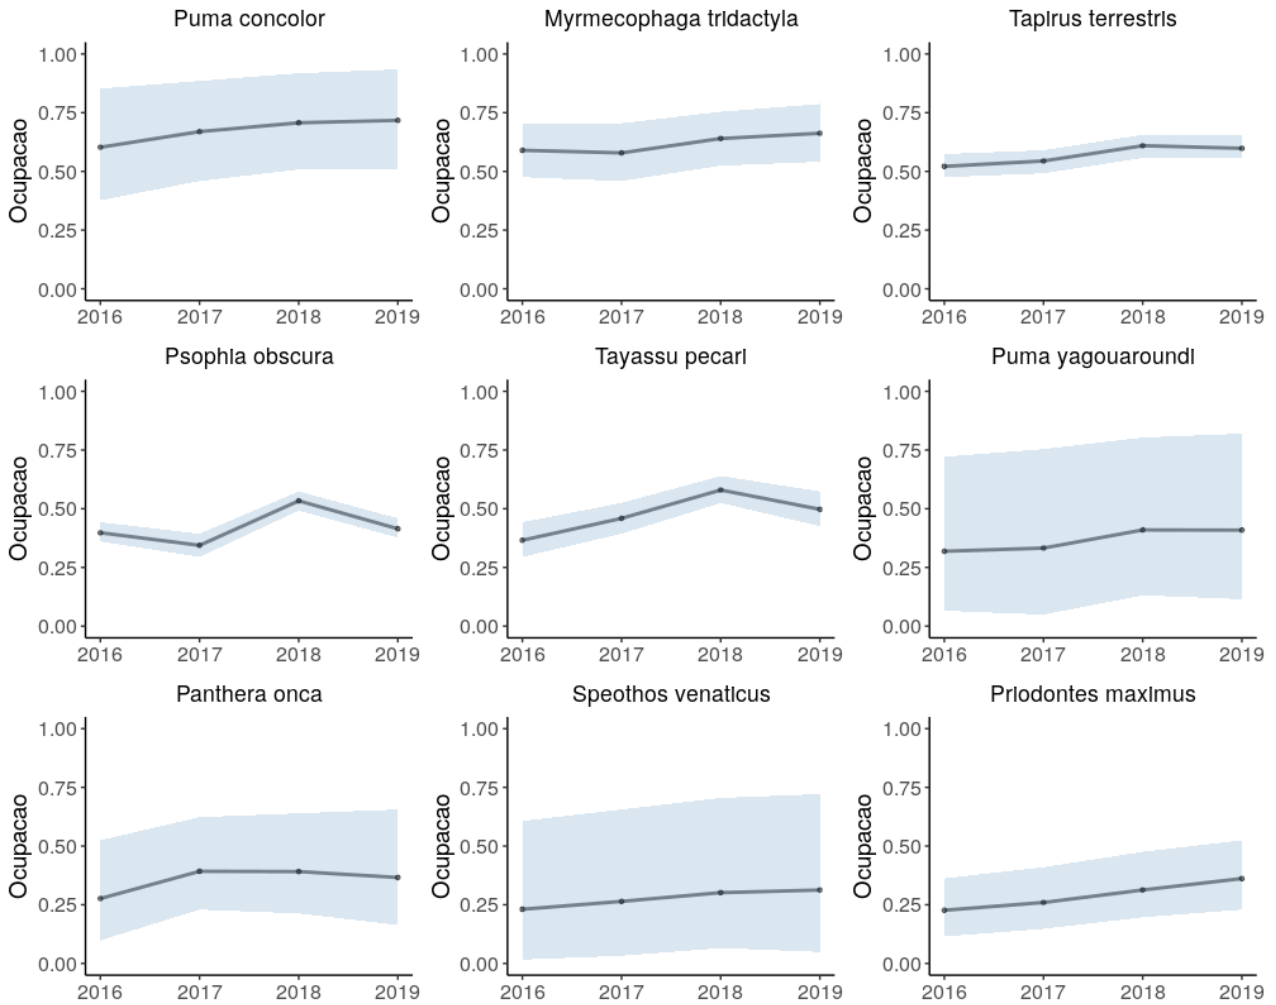 Puma concolor
Myrmecophaga tridactyla
Tapirus terrestris
1.00
0.75
0.50
0.25
0.00
Ocupacao
2016 2017 2018 2019
1.00
0.75
0.50
0.25
0.00
Ocupacao
2016 2017 2018 2019
1.00
0.75
0.50
0.25
0.00
Ocupacao
2016 2017 2018 2019
Psophia obscura
Tayassu pecari
Puma yagouaroundi
1.00
0.75
0.50
0.25
0.00
Ocupacao
2016 2017 2018 2019
1.00
0.75
0.50
0.25
0.00
Ocupacao
2016 2017 2018 2019
1.00
0.75
0.50
0.25
0.00
Ocupacao
2016 2017 2018 2019
Panthera onca
Speothos venaticus
Priodontes maximus
1.00
0.75
0.50
0.25
0.00
Ocupacao
2016 2017 2018 2019
1.00
0.75
0.50
0.25
0.00
Ocupacao
2016 2017 2018 2019
1.00
0.75
0.50
0.25
0.00
Ocupacao
2016 2017 2018 2019